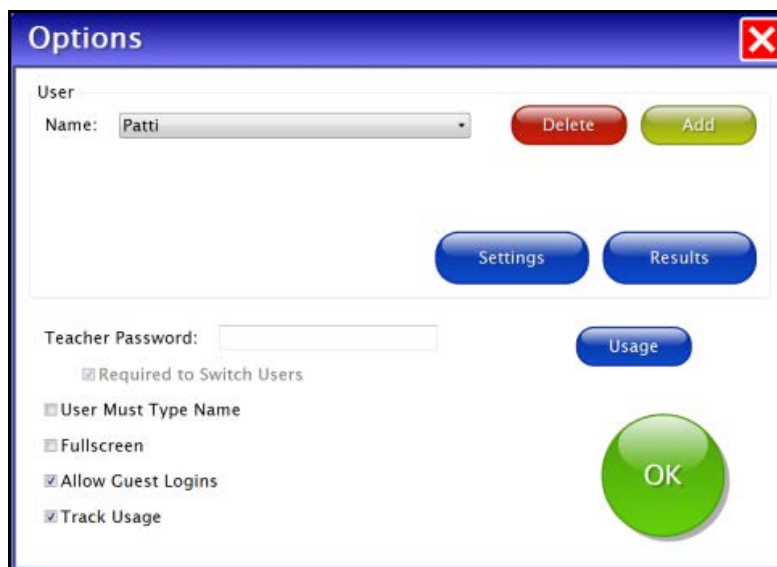 Options
User
Name: Patti Delete Add
Settings Results
Teacher Password: Usage
Required to Switch Users
User Must Type Name
Fullscreen
Allow Guest Logins
Track Usage
OK